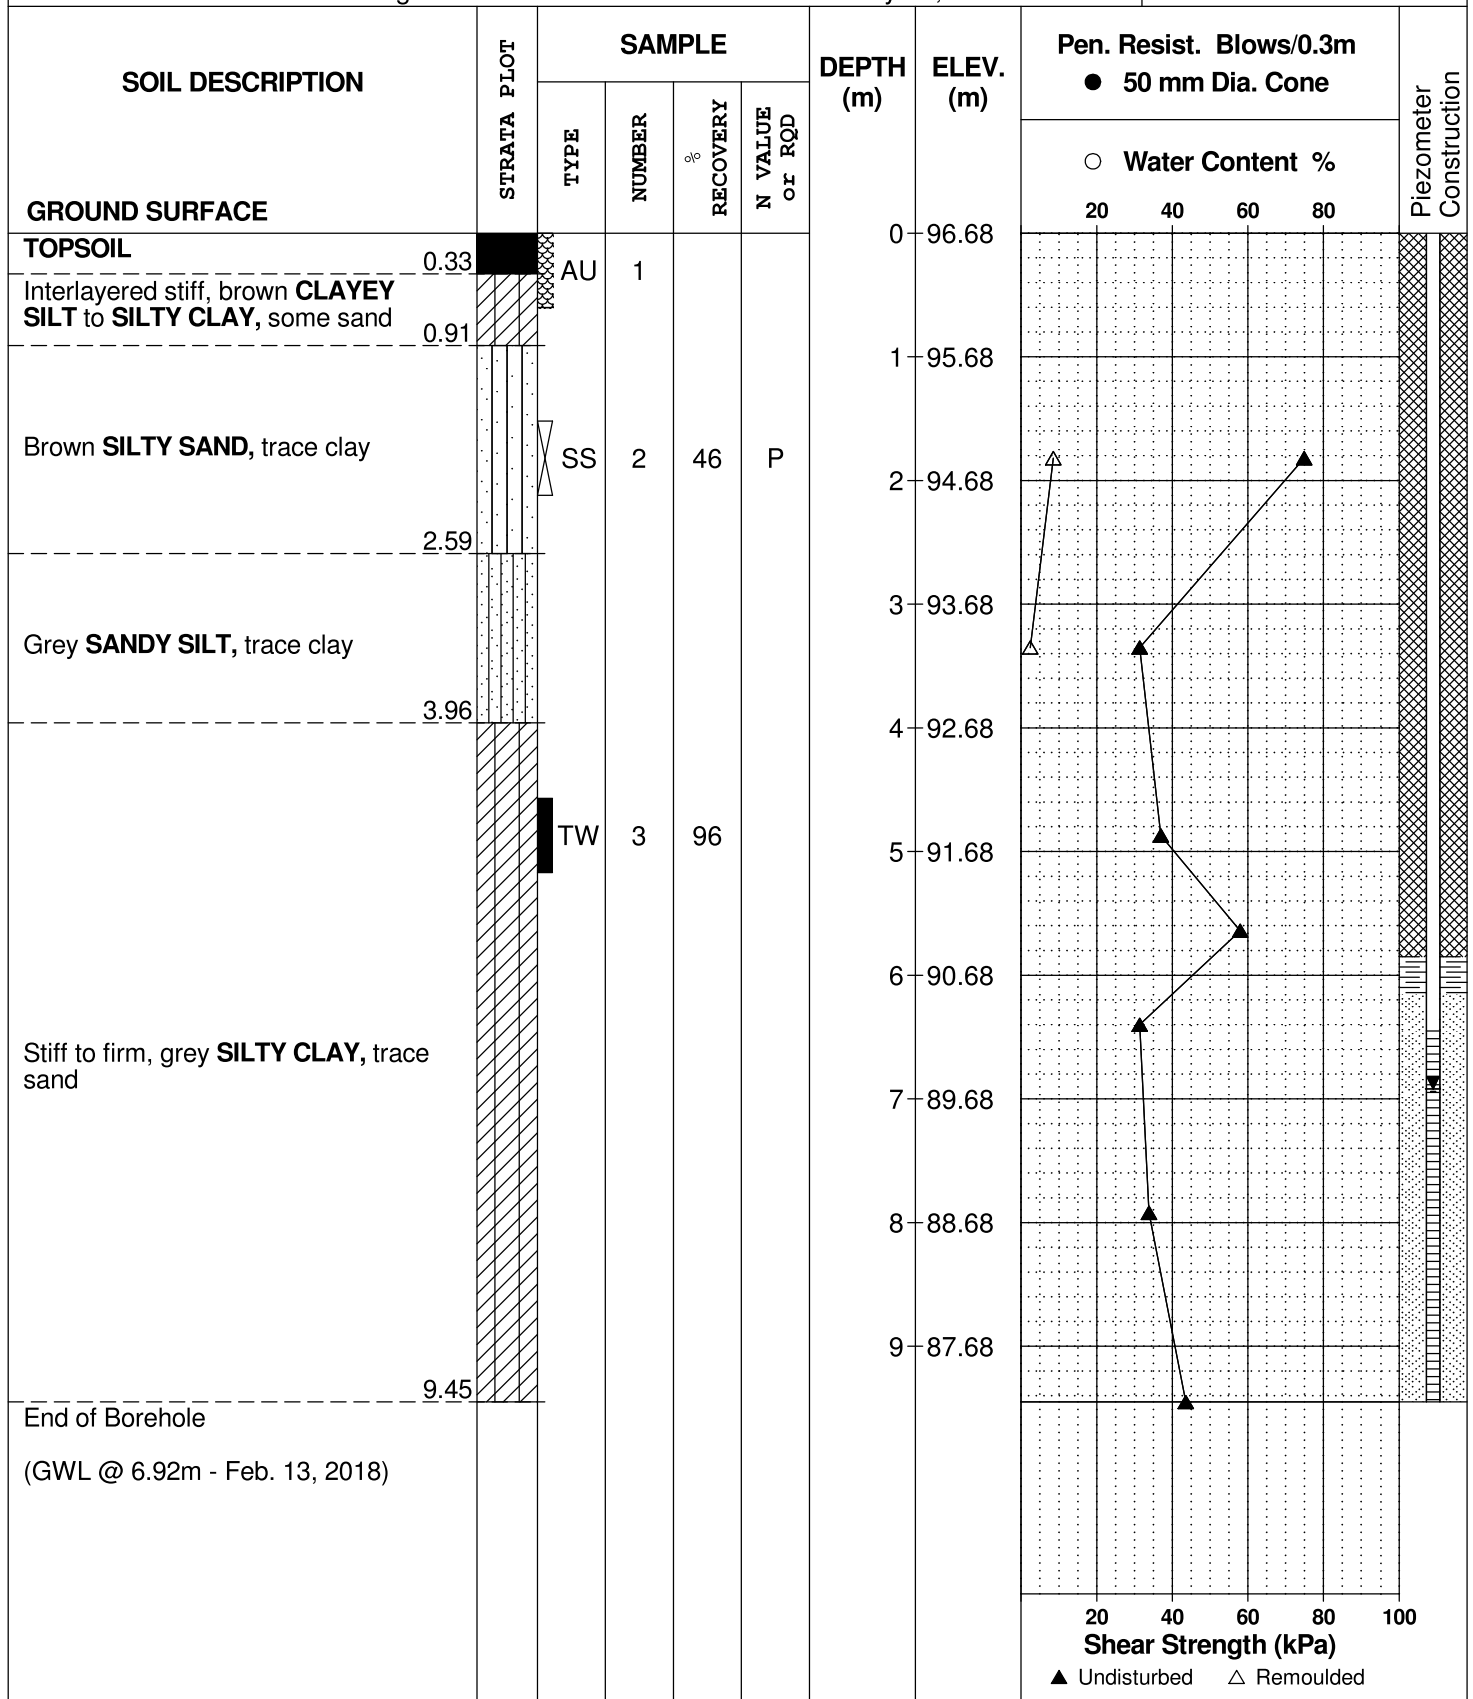 SOIL DESCRIPTION
GROUND SURFACE
STRATA PLOT
SAMPLE
TYPE
NUMBER
%
RECOVERY
N VALUE
or RQD
DEPTH
(m)
ELEV.
(m)
Pen. Resist. Blows/0.3m
● 50 mm Dia. Cone
○ Water Content %
20 40 60 80
Piezometer
Construction
TOPSOIL
0.33
AU 1
0 96.68
Interlayered stiff, brown CLAYEY
SILT to SILTY CLAY, some sand
0.91
1 95.68
Brown SILTY SAND, trace clay
SS 2 46 P
2 94.68
2.59
3 93.68
Grey SANDY SILT, trace clay
3.96
4 92.68
TW 3 96
5 91.68
6 90.68
Stiff to firm, grey SILTY CLAY, trace
sand
7 89.68
8 88.68
9 87.68
9.45
End of Borehole
(GWL @ 6.92m - Feb. 13, 2018)
20 40 60 80 100
Shear Strength (kPa)
▲ Undisturbed △ Remoulded